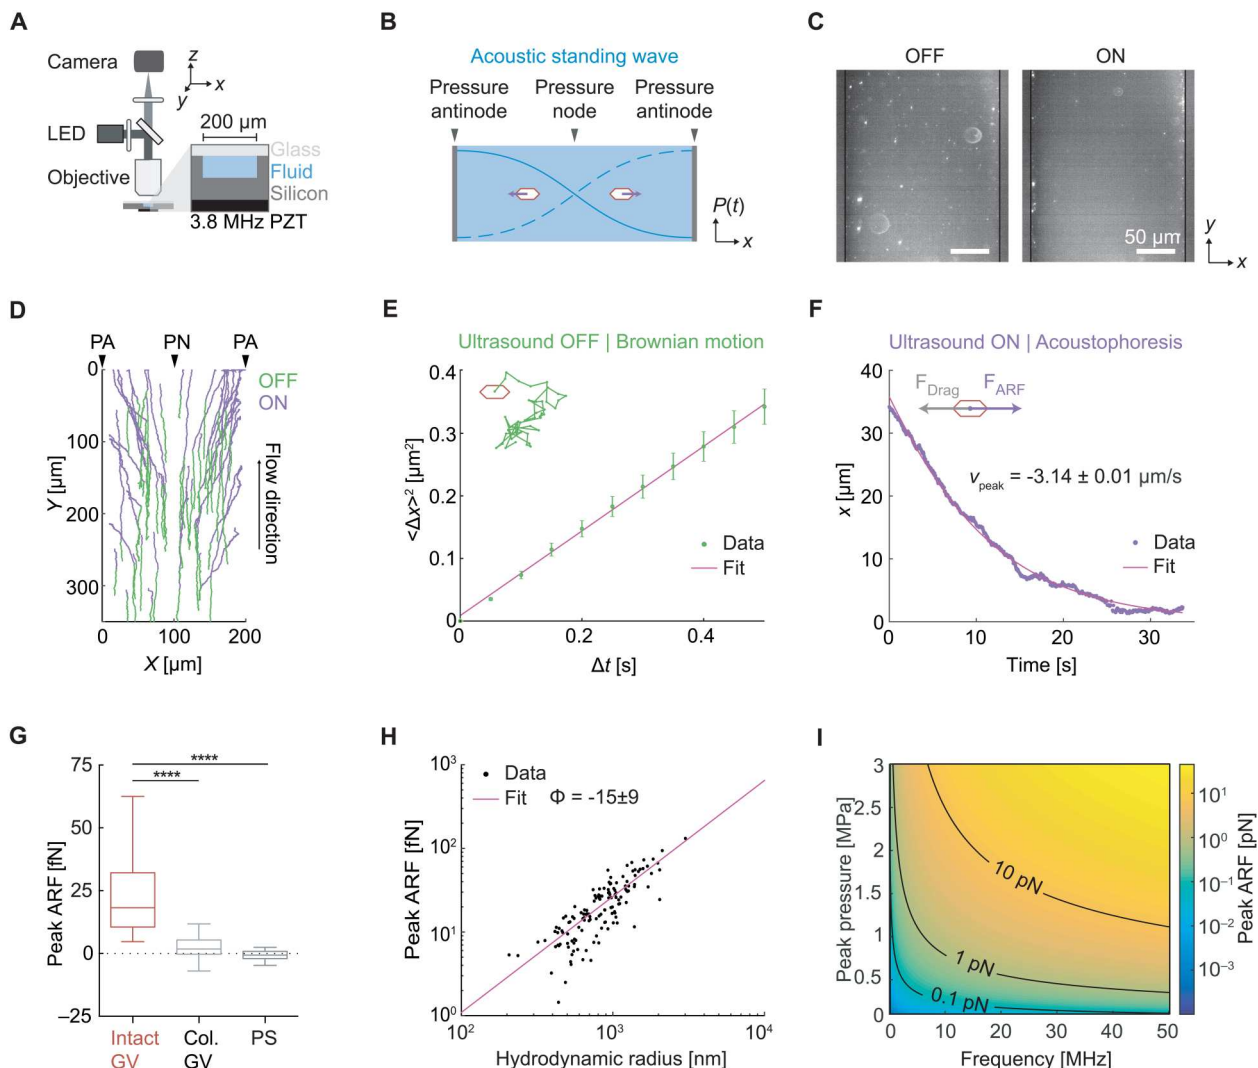 A
Camera
z
x
y
LED
200 µm
Glass
Fluid
Silicon
Objective
3.8 MHz PZT
B
Acoustic standing wave
Pressure antinode
Pressure node
Pressure antinode
P(t)
x
C
OFF
ON
50 µm
y
x
D
PA
PN
PA
OFF
ON
0
100
200
300
Y [µm]
Flow direction
0
100
200
X [µm]
E
Ultrasound OFF | Brownian motion
0.4
0.3
0.2
0.1
0
<Δx>² [µm²]
Data
Fit
0
0.2
0.4
Δt [s]
F
Ultrasound ON | Acoustophoresis
40
30
20
10
0
x [µm]
F_Drag
F_ARF
v_peak = -3.14 ± 0.01 µm/s
Data
Fit
0
10
20
30
Time [s]
G
75
50
25
0
–25
Peak ARF [fN]
****
****
Intact GV
Col. GV
PS
H
10³
10²
10¹
10⁰
Peak ARF [fN]
Data
Fit
Φ = -15±9
10²
10³
10⁴
Hydrodynamic radius [nm]
I
3
2.5
2
1.5
1
0.5
0
Peak pressure [MPa]
10 pN
1 pN
0.1 pN
0
10
20
30
40
50
Frequency [MHz]
10¹
10⁰
10⁻¹
10⁻²
10⁻³
Peak ARF [pN]